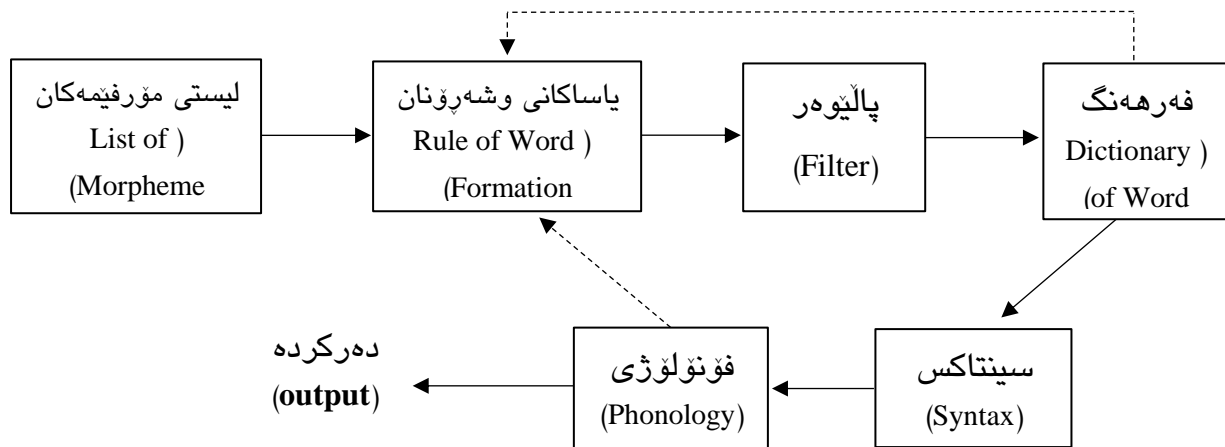 لیستی مۆرفێمەکان
List of )
(Morpheme
یاساکانی وشەڕۆنان
Rule of Word )
(Formation
پاڵێوەر
(Filter)
فەرهەنگ
Dictionary )
(of Word
سینتاکس
(Syntax)
فۆنۆلۆژی
(Phonology)
دەرکردە
(output)